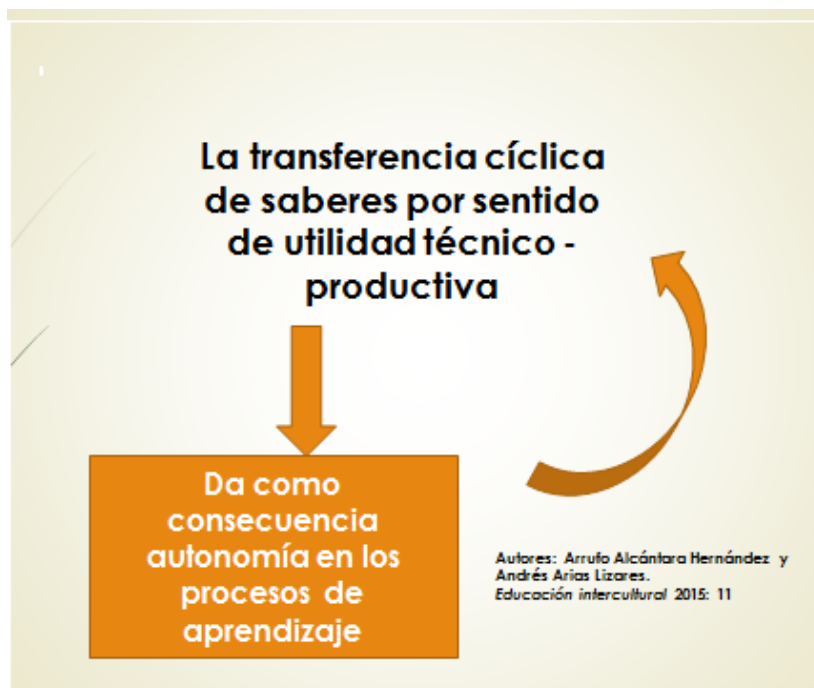 La transferencia cíclica
de saberes por sentido
de utilidad técnico -
productiva
Da como
consecuencia
autonomía en los
procesos de
aprendizaje
Autores: Arrufo Alcántara Hernández y
Andrés Arias Lizares.
Educación intercultural 2015: 11